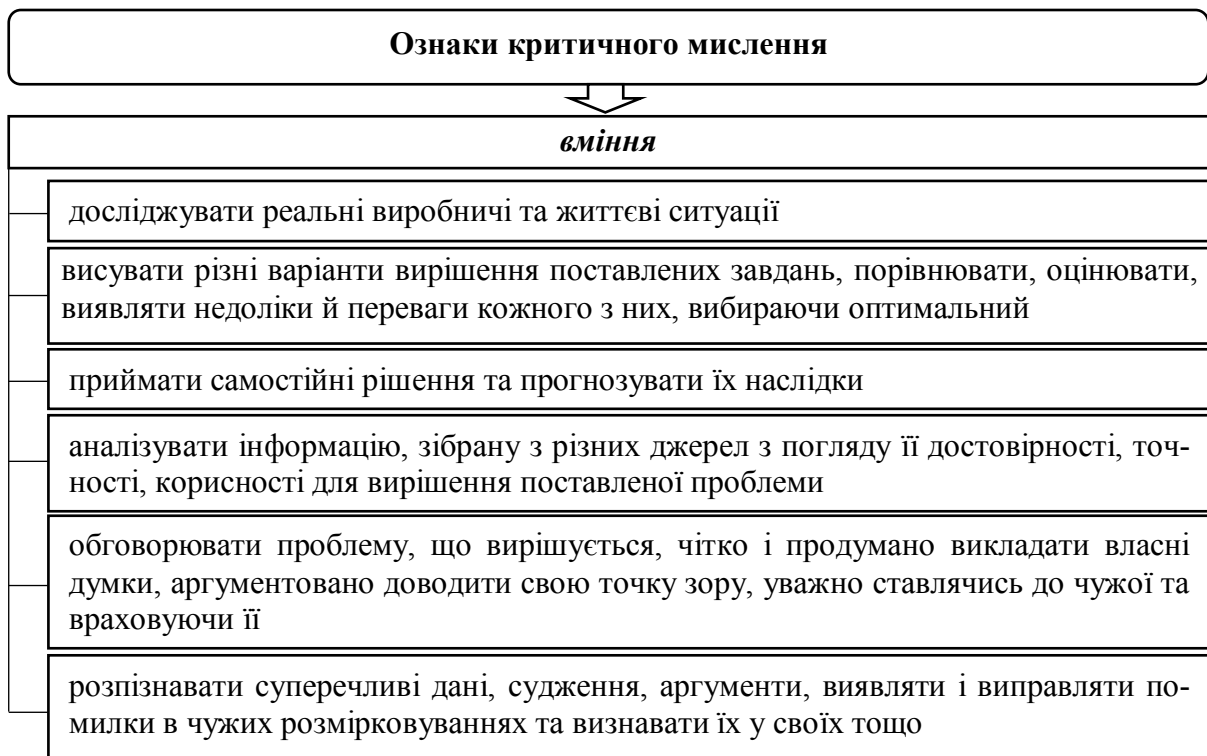 Ознаки критичного мислення
вміння
досліджувати реальні виробничі та життєві ситуації
висувати різні варіанти вирішення поставлених завдань, порівнювати, оцінювати,
виявляти недоліки й переваги кожного з них, вибираючи оптимальний
приймати самостійні рішення та прогнозувати їх наслідки
аналізувати інформацію, зібрану з різних джерел з погляду її достовірності, точ-
ності, корисності для вирішення поставленої проблеми
обговорювати проблему, що вирішується, чітко і продумано викладати власні
думки, аргументовано доводити свою точку зору, уважно ставлячись до чужої та
враховуючи її
розпізнавати суперечливі дані, судження, аргументи, виявляти і виправляти по-
милки в чужих розмірковуваннях та визнавати їх у своїх тощо